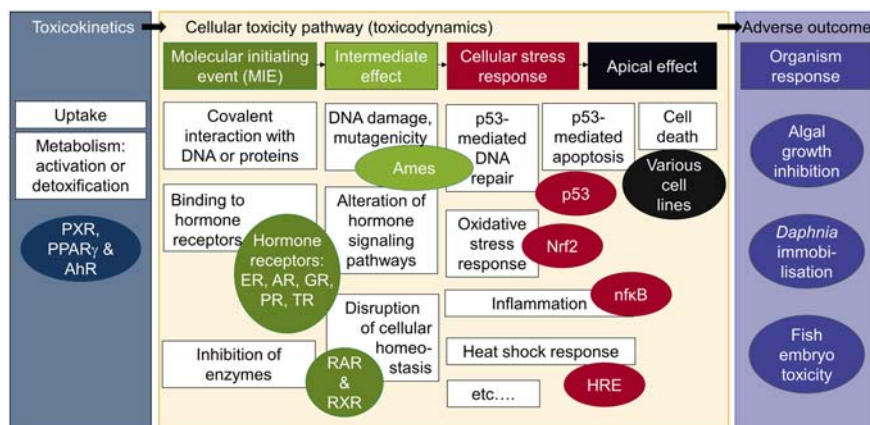 Toxicokinetics
Cellular toxicity pathway (toxicodynamics)
Adverse outcome
Molecular initiating
event (MIE)
Intermediate
effect
Cellular stress
response
Apical effect
Organism
response
Uptake
Metabolism:
activation or
detoxification
PXR,
PPARγ &
AhR
Covalent
interaction with
DNA or proteins
Binding to
hormone
receptors
Hormone
receptors:
ER, AR, GR,
PR, TR
Inhibition of
enzymes
DNA damage,
mutagenicity
Ames
Alteration of
hormone
signaling
pathways
Disruption
of cellular
homeo-
stasis
RAR
&
RXR
p53-
mediated
DNA
repair
p53-
mediated
apoptosis
p53
Cell
death
Various
cell
lines
Oxidative
stress
response
Nrf2
Inflammation
nfκB
Heat shock response
HRE
etc....
Algal
growth
inhibition
Daphnia
immobi-
lisation
Fish
embryo
toxicity